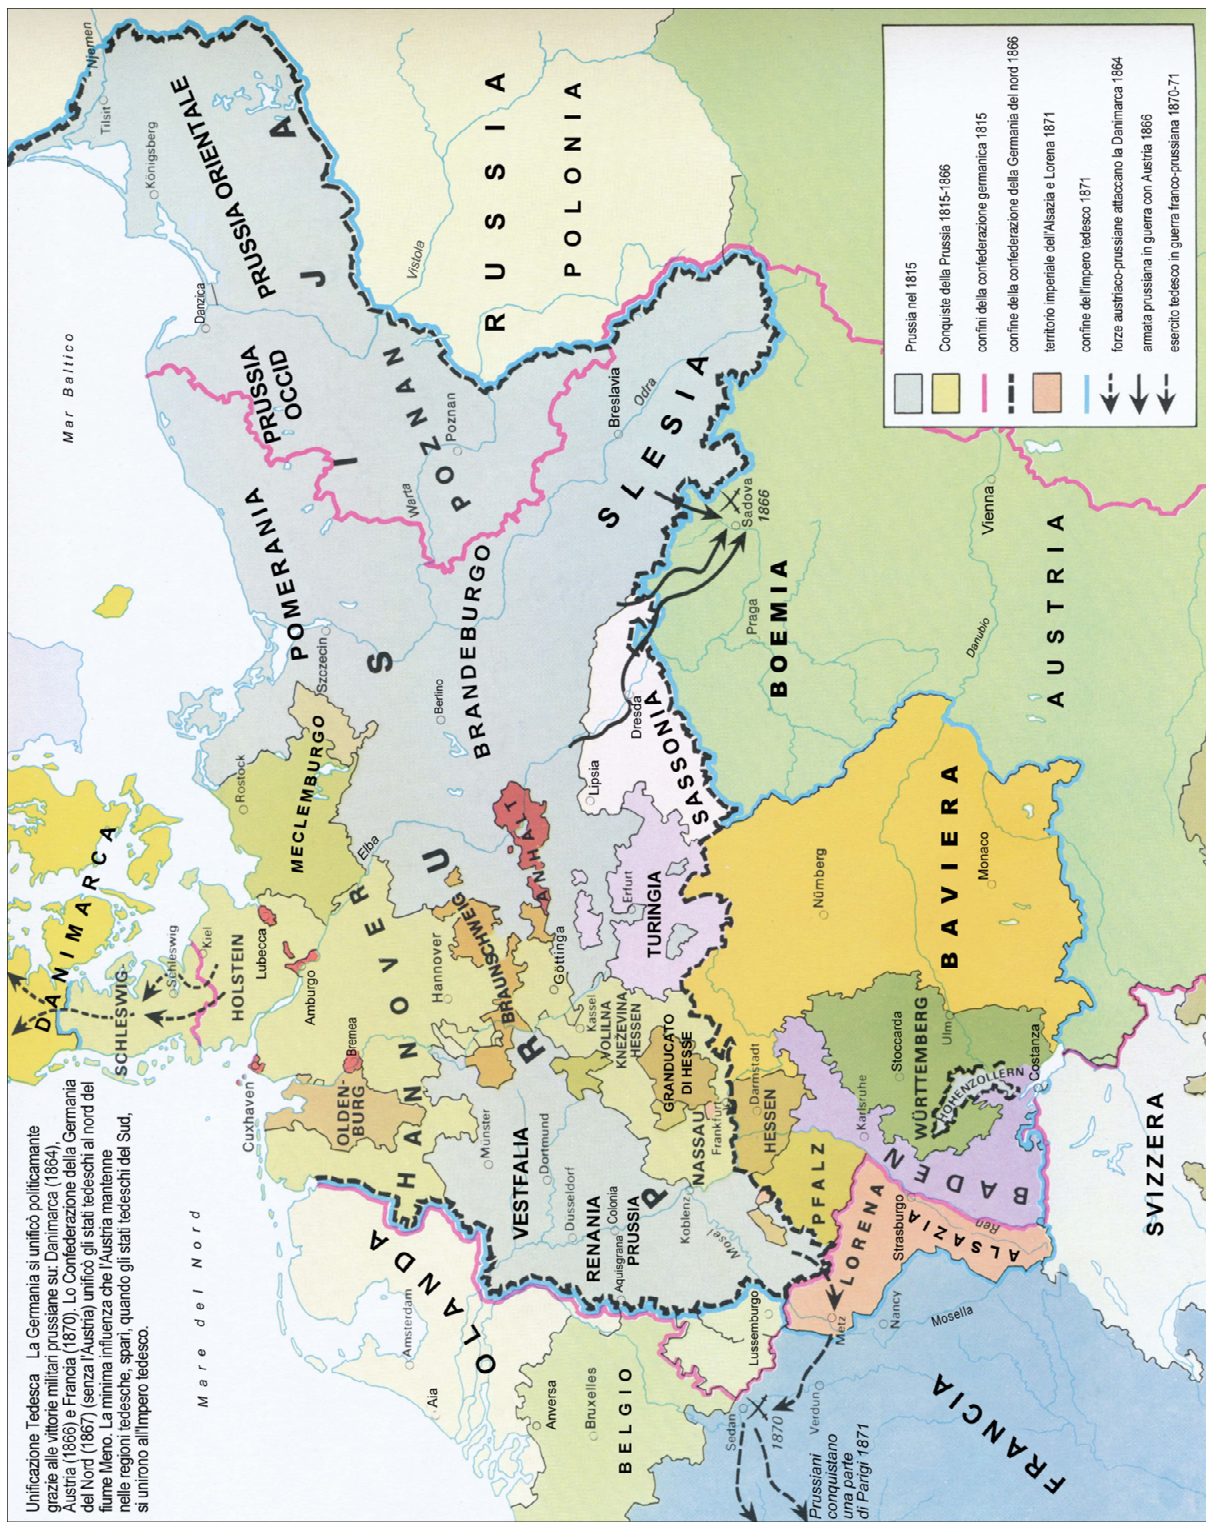 Unificazione Tedesca La Germania si unificò politicamante
grazie alle vittorie militari prussiane su: Danimarca (1864),
Austria (1866) e Francia (1870). Lo Confederazione della Germania
del Nord (1867) (senza l'Austria) unificò gli stati tedeschi al nord del
fiume Meno. La minima influenza che l'Austria mantenne
nelle regioni tedesche, sparì, quando gli stati tedeschi del Sud,
si unirono all'Impero tedesco.
Mare del Nord
Mar Baltico
DANIMARCA
SCHLESWIG-
HOLSTEIN
Schleswig
Kiel
Lubecca
Amburgo
Cuxhaven
Bremea
Rostock
MECLEMBURGO
Szczecin
POMERANIA
PRUSSIA
OCCID
Danzica
PRUSSIA ORIENTALE
Königsberg
Tilsit
Njemen
OLANDA
Amsterdam
Aia
OLDEN-
BURG
HANNOVER
Hannover
Elba
BRAUNSCHWEIG
ANHALT
Göttinga
PRUSIJA
BRANDEBURGO
Berlino
Warta
POZNAN
Poznan
Vistola
RUSSIA
POLONIA
Münster
VESTFALIA
Dortmund
Dusseldorf
RENANIA
PRUSSIA
Colonia
Aquisgrana
Koblenz
Mosel
Kassel
VOLILNA
KNEŽEVINA
HESSEN
GRANDUCATO
DI HESSE
NASSAU
Frankfurt
Darmstadt
HESSEN
Erfurt
TURINGIA
Lipsia
Dresda
SASSONIA
SLESIA
Breslavia
Odra
Sadova
1866
Praga
BOEMIA
Anversa
Bruxelles
BELGIO
Lussemburgo
Sedan
1870
Verdun
Metz
Nancy
Mosella
LORENA
ALSAZIA
Strasburgo
Ren
PFALZ
Karlsruhe
BADEN
Stoccarda
WÜRTTEMBERG
HOHENZOLLERN
Ulm
Costanza
Nürnberg
BAVIERA
Monaco
Danubio
Vienna
AUSTRIA
SVIZZERA
FRANCIA
Prussiani
conquistano
una parte
di Parigi 1871
Prussia nel 1815
Conquiste della Prussia 1815-1866
confini della confederazione germanica 1815
confine della confederazione della Germania del nord 1866
territorio imperiale dell'Alsazia e Lorena 1871
confine dell'impero tedesco 1871
forze austriaco-prussiane attaccano la Danimarca 1864
armata prussiana in guerra con Austria 1866
esercito tedesco in guerra franco-prussiana 1870-71